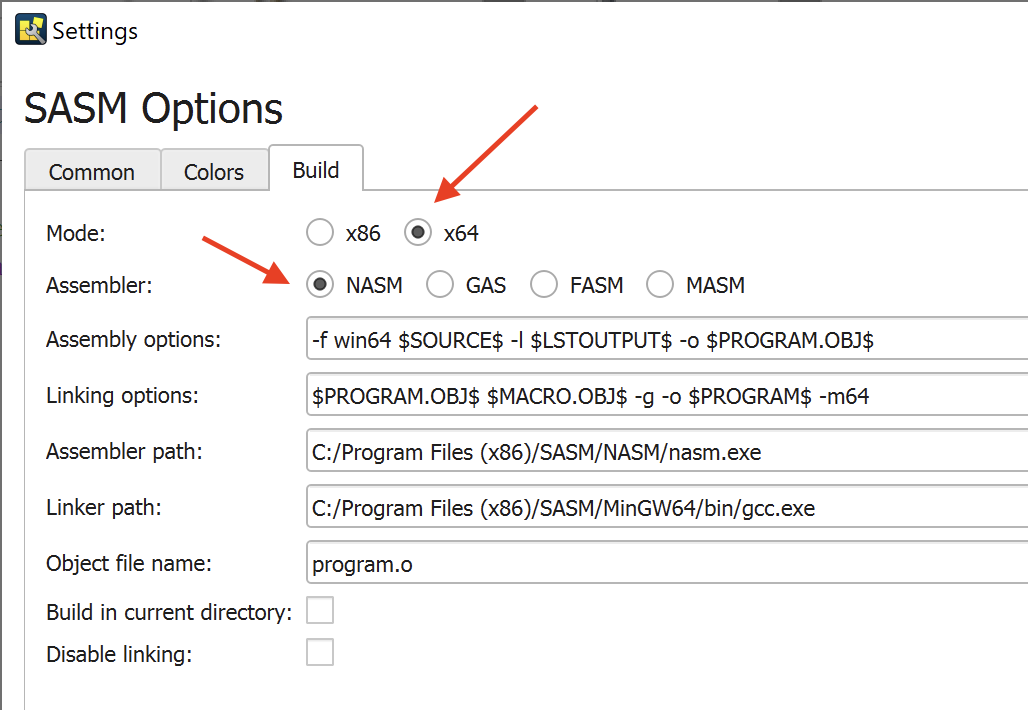 Settings
SASM Options
Common Colors Build
Mode: x86 x64
Assembler: NASM GAS FASM MASM
Assembly options: -f win64 $SOURCE$ -l $LSTOUTPUT$ -o $PROGRAM.OBJ$
Linking options: $PROGRAM.OBJ$ $MACRO.OBJ$ -g -o $PROGRAM$ -m64
Assembler path: C:/Program Files (x86)/SASM/NASM/nasm.exe
Linker path: C:/Program Files (x86)/SASM/MinGW64/bin/gcc.exe
Object file name: program.o
Build in current directory:
Disable linking: